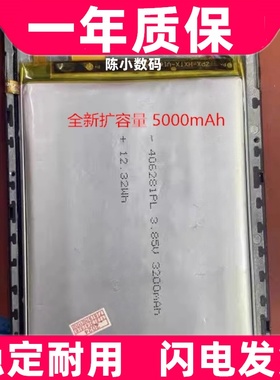 一年质保
陈小数码
全新扩容量 5000mAh
- 406281PL 3.85V 3200mAh
+ 12.32Wh
稳定耐用 闪电发